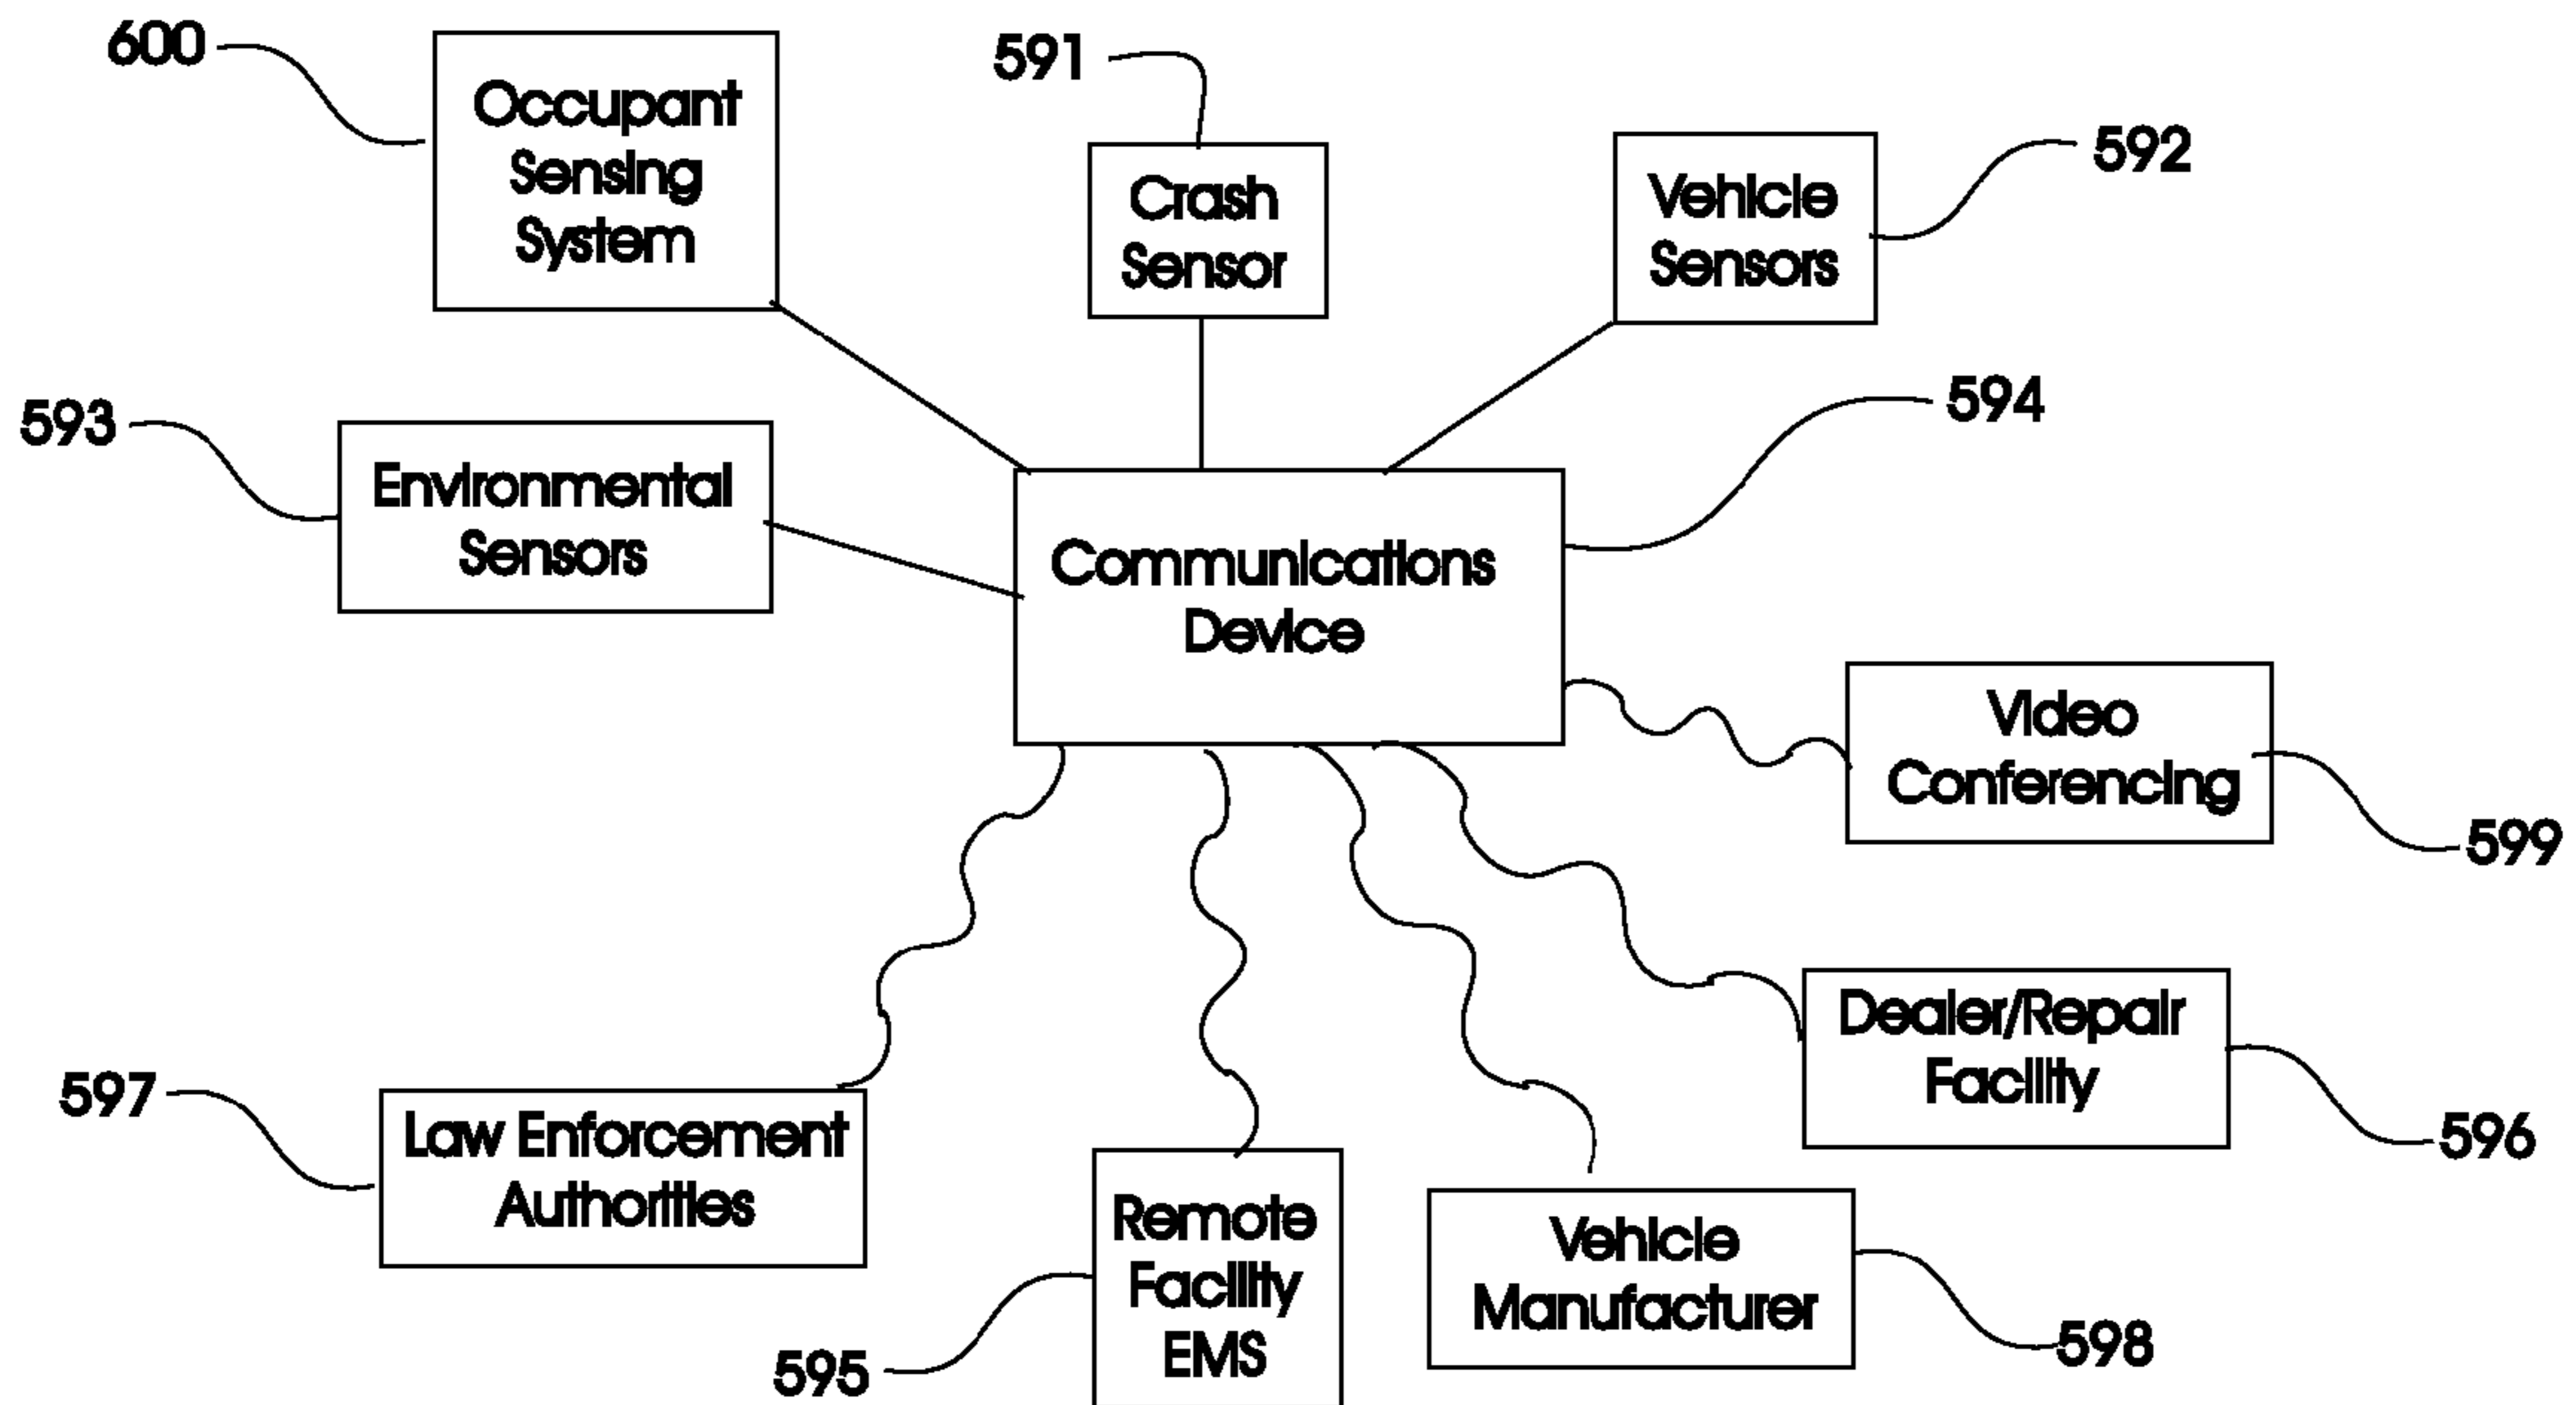 600
Occupant
Sensing
System
591
Crash
Sensor
Vehicle
Sensors
592
593
Environmental
Sensors
594
Communications
Device
Video
Conferencing
599
Dealer/Repair
Facility
596
597
Law Enforcement
Authorities
595
Remote
Facility
EMS
Vehicle
Manufacturer
598